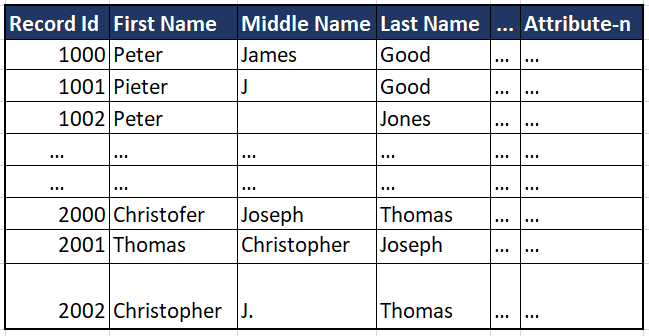 Record Id First Name Middle Name Last Name ... Attribute-n
1000 Peter James Good ... ...
1001 Pieter J Good ... ...
1002 Peter Jones ... ...
... ... ... ... ... ...
... ... ... ... ... ...
2000 Christofer Joseph Thomas ... ...
2001 Thomas Christopher Joseph ... ...
2002 Christopher J. Thomas ... ...